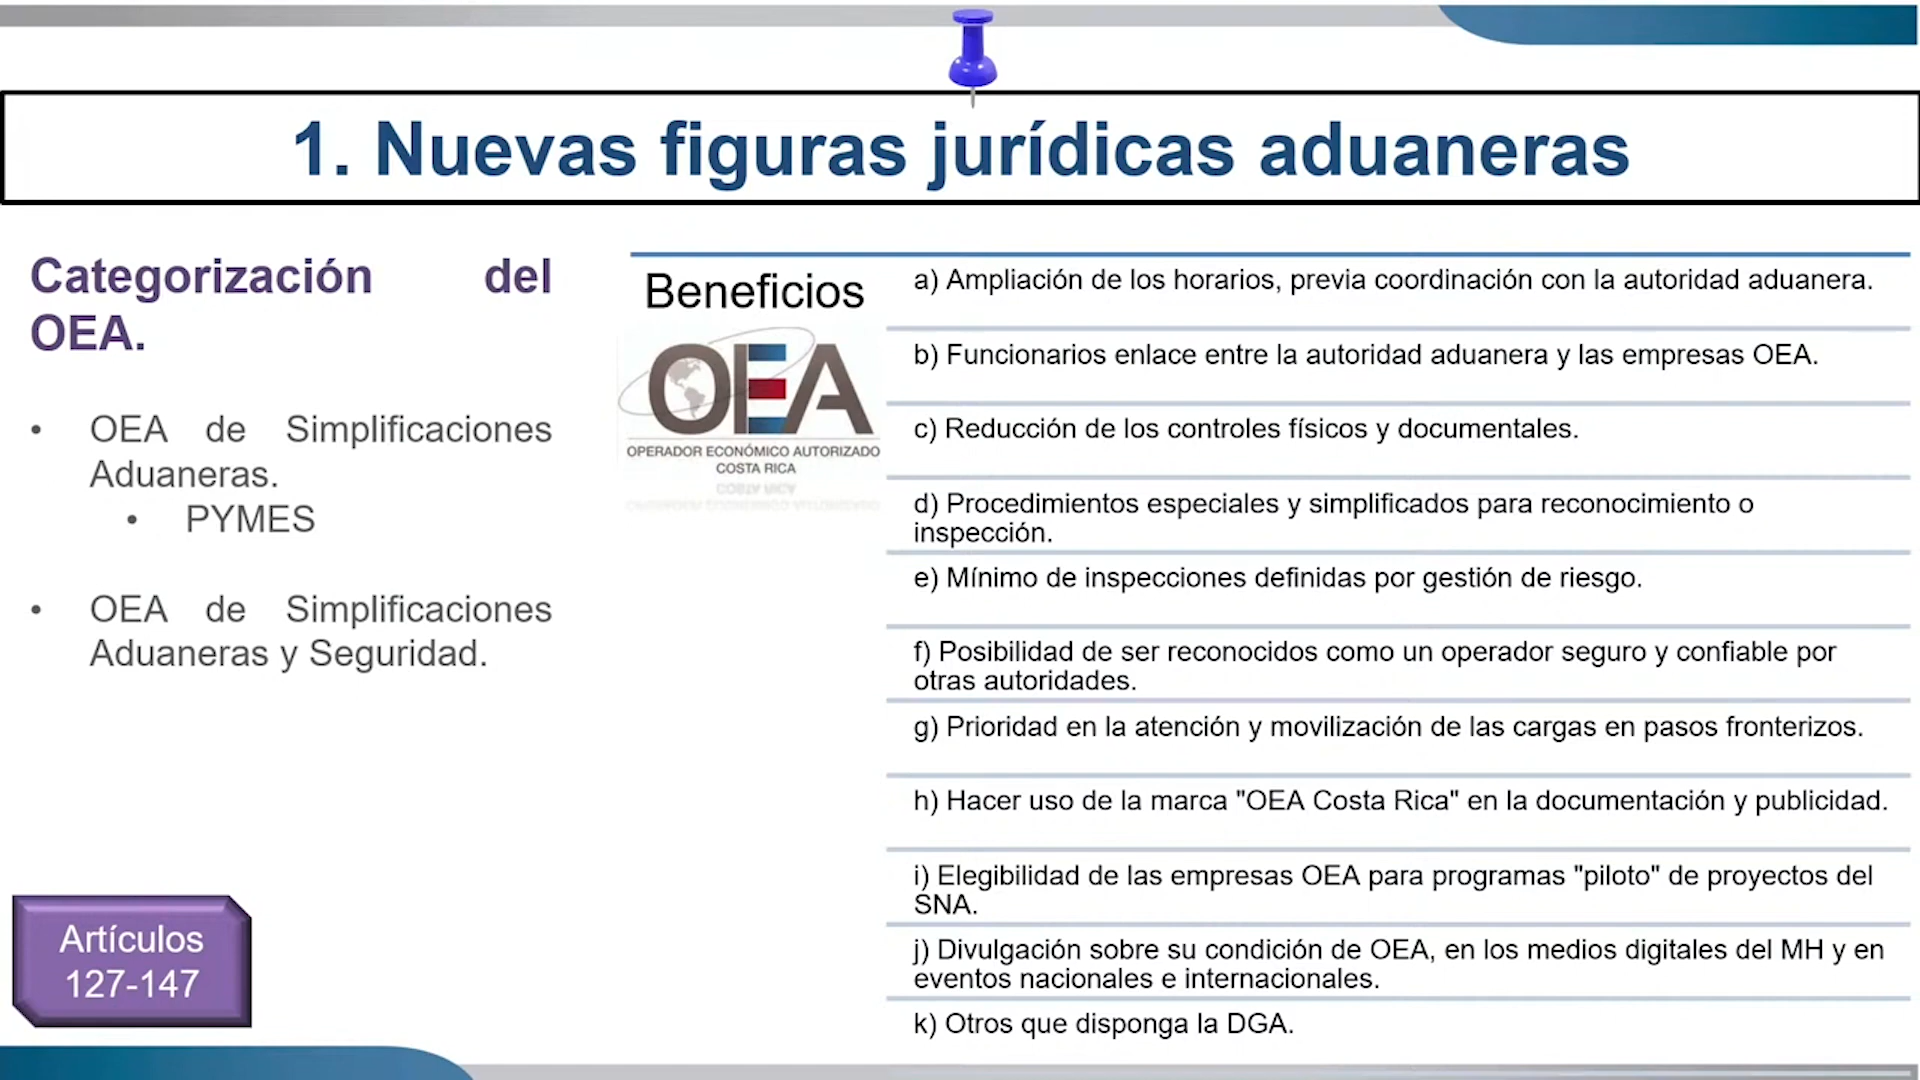 1. Nuevas figuras jurídicas aduaneras
Categorización del
OEA.
• OEA de Simplificaciones
Aduaneras.
• PYMES
• OEA de Simplificaciones
Aduaneras y Seguridad.
Artículos
127-147
Beneficios
OEA
OPERADOR ECONÓMICO AUTORIZADO
COSTA RICA
a) Ampliación de los horarios, previa coordinación con la autoridad aduanera.
b) Funcionarios enlace entre la autoridad aduanera y las empresas OEA.
c) Reducción de los controles físicos y documentales.
d) Procedimientos especiales y simplificados para reconocimiento o
inspección.
e) Mínimo de inspecciones definidas por gestión de riesgo.
f) Posibilidad de ser reconocidos como un operador seguro y confiable por
otras autoridades.
g) Prioridad en la atención y movilización de las cargas en pasos fronterizos.
h) Hacer uso de la marca "OEA Costa Rica" en la documentación y publicidad.
i) Elegibilidad de las empresas OEA para programas "piloto" de proyectos del
SNA.
j) Divulgación sobre su condición de OEA, en los medios digitales del MH y en
eventos nacionales e internacionales.
k) Otros que disponga la DGA.